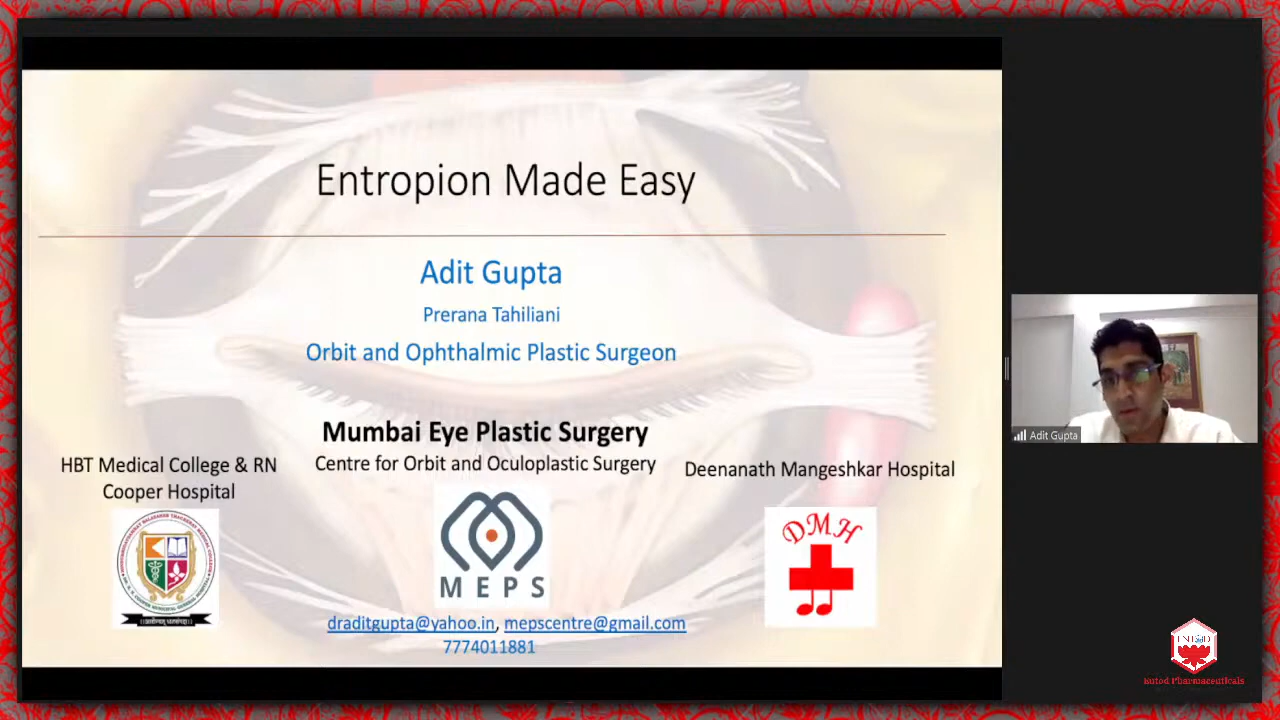 Entropion Made Easy
Adit Gupta
Prerana Tahiliani
Orbit and Ophthalmic Plastic Surgeon
Mumbai Eye Plastic Surgery
Centre for Orbit and Oculoplastic Surgery
HBT Medical College & RN
Cooper Hospital
Deenanath Mangeshkar Hospital
MEPS
DMH
draditgupta@yahoo.in, mepscentre@gmail.com
7774011881
Adit Gupta
Entod Pharmaceuticals